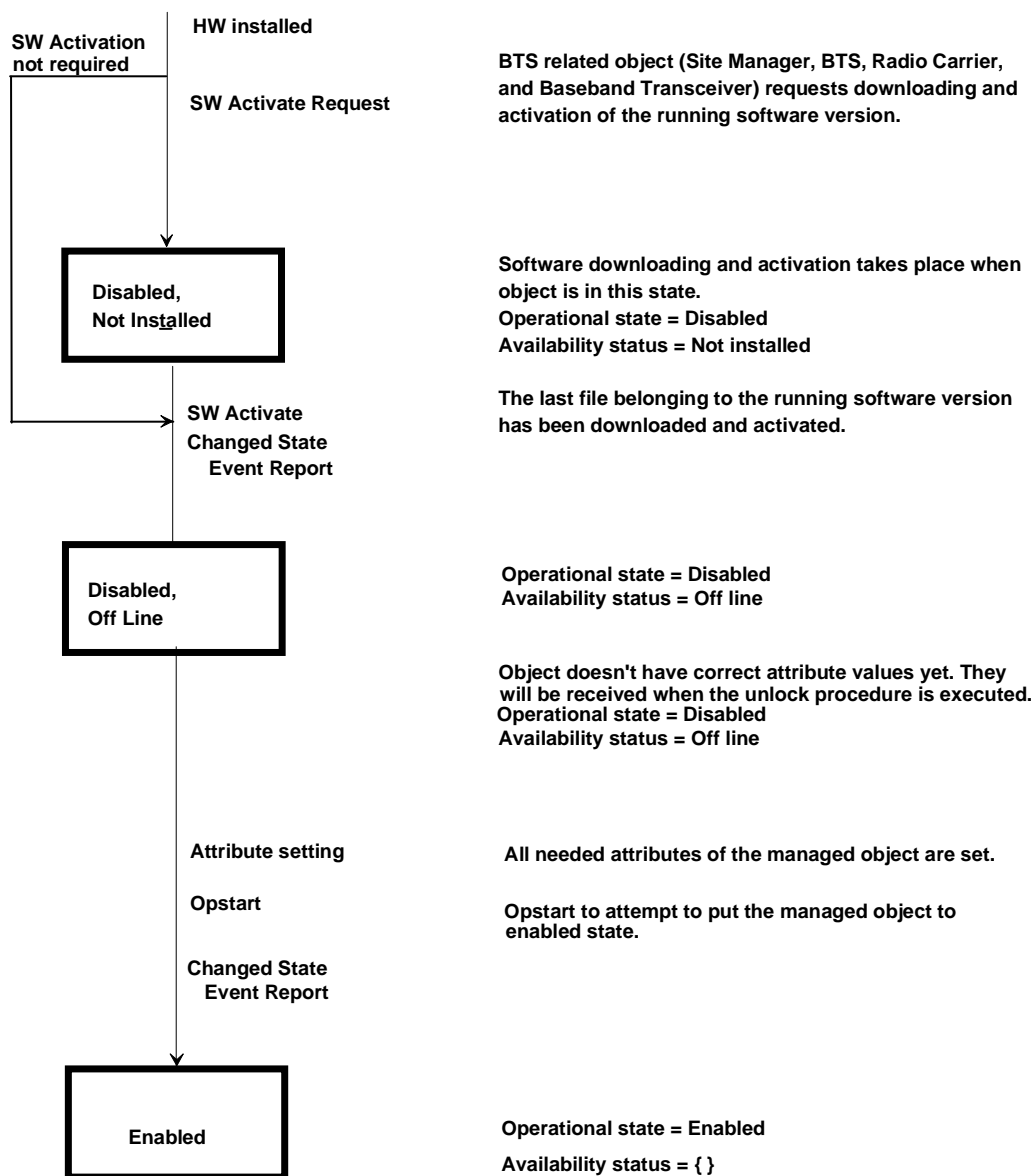 HW installed
SW Activation
not required
SW Activate Request
BTS related object (Site Manager, BTS, Radio Carrier,
and Baseband Transceiver) requests downloading and
activation of the running software version.
Disabled,
Not Installed
Software downloading and activation takes place when
object is in this state.
Operational state = Disabled
Availability status = Not installed
SW Activate
Changed State
Event Report
The last file belonging to the running software version
has been downloaded and activated.
Disabled,
Off Line
Operational state = Disabled
Availability status = Off line
Object doesn't have correct attribute values yet. They
will be received when the unlock procedure is executed.
Operational state = Disabled
Availability status = Off line
Attribute setting
All needed attributes of the managed object are set.
Opstart
Opstart to attempt to put the managed object to
enabled state.
Changed State
Event Report
Enabled
Operational state = Enabled
Availability status = { }